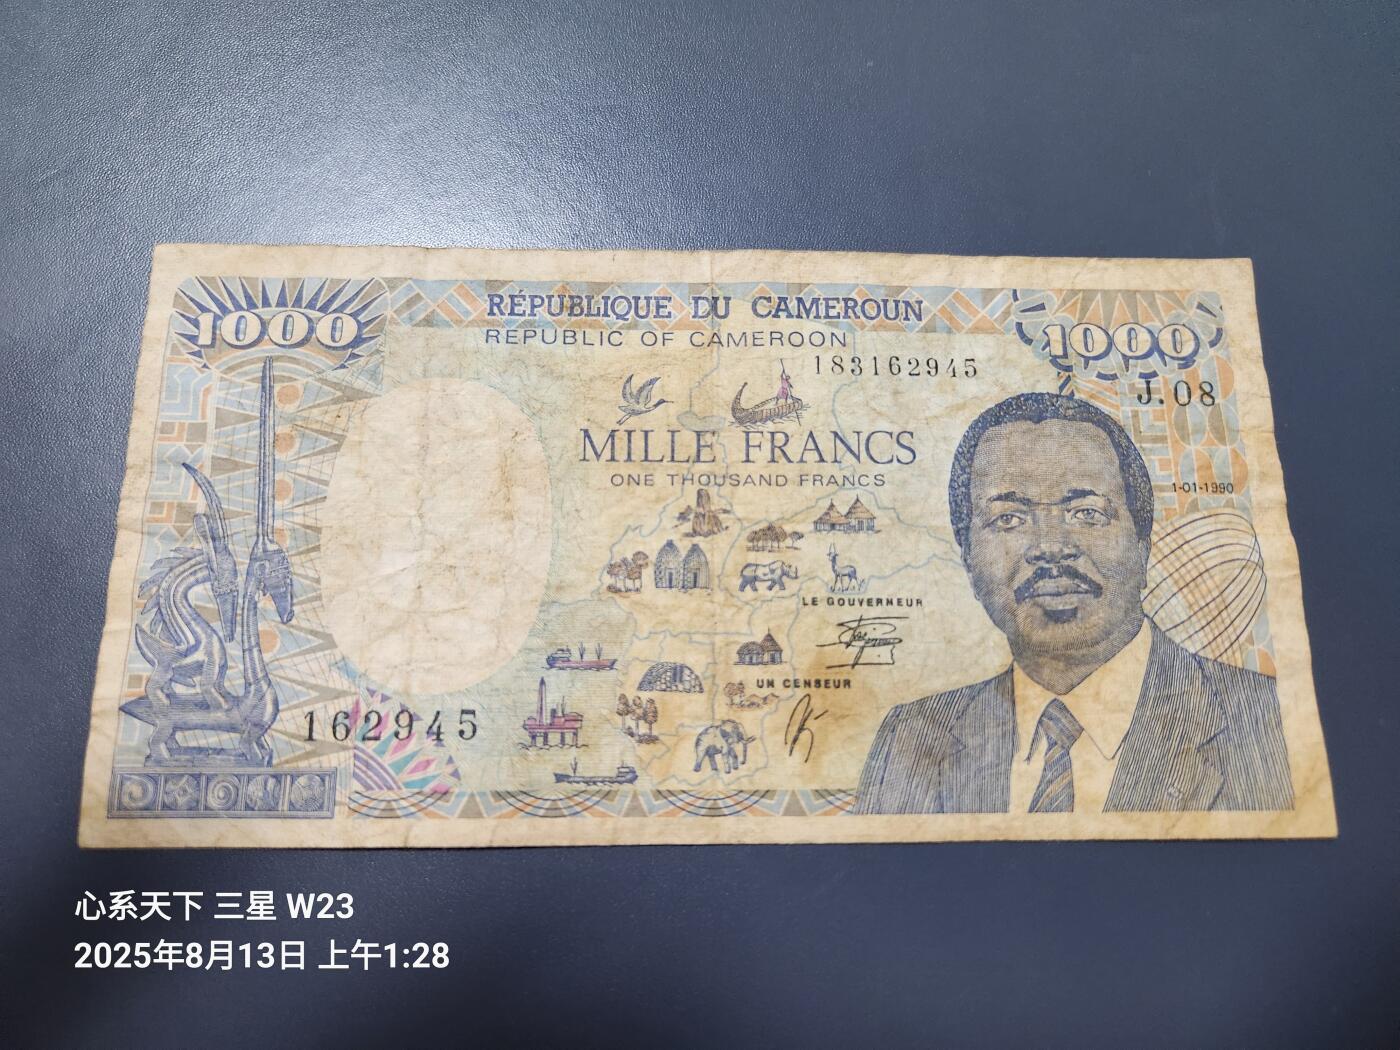 1000
RÉPUBLIQUE DU CAMEROUN
REPUBLIC OF CAMEROON
1000
183162945
J.08
MILLE FRANCS
ONE THOUSAND FRANCS
1-01-1990
LE GOUVERNEUR
UN CENSEUR
162945
心系天下 三星 W23
2025年8月13日 上午1:28